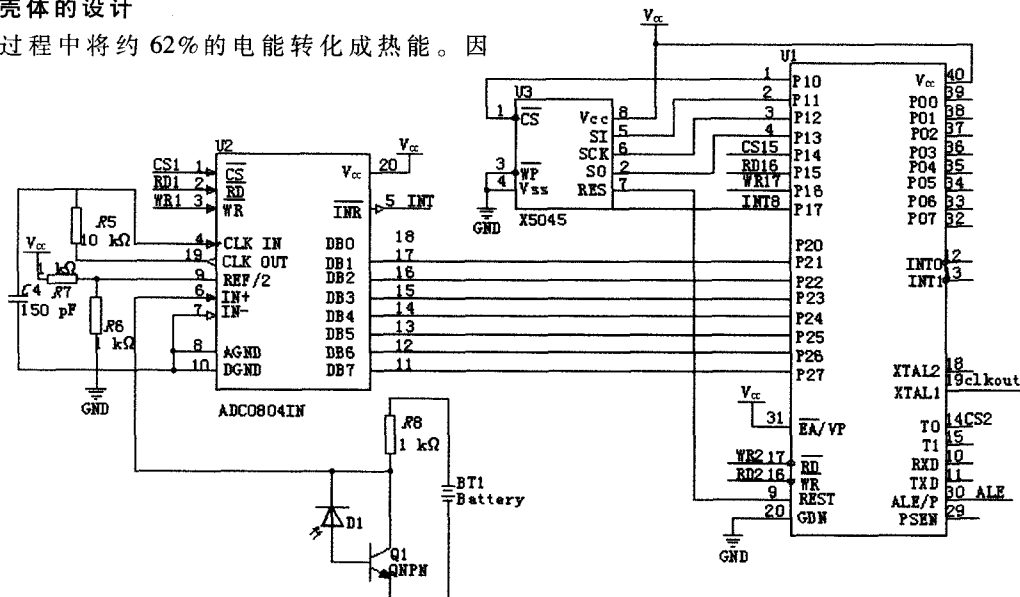 壳体的设计
过程中将约 62%的电能转化成热能。因
Vcc
U1
1 P10
2 P11
3 P12
4 P13
CS15 P14
RD16 P15
WR17 P16
INT8 P17
P20
P21
P22
P23
P24
P25
P26
P27
Vcc
31 EA/VP
WR2 17 RD
RD2 16 WR
9 REST
20 GDN
GND
Vcc 40
P00 39
P01 38
P02 37
P03 36
P04 35
P05 34
P06 33
P07 32
INT0 12
INT1 13
XTAL2 18
XTAL1 19 clkout
T0 14 CS2
T1 15
RXD 10
TXD 11
ALE/P 30 ALE
PSEN 29
U3
1 CS
3 WP
4 Vss
Vcc 8
SI 5
SCK 6
SO 2
RES 7
X5045
GND
U2
CS1 1 CS
RD1 2 RD
WR1 3 WR
4 CLK IN
19 CLK OUT
9 REF/2
6 IN+
7 IN-
8 AGND
10 DGND
Vcc
Vcc 20
INR 5 INT
DB0 18
DB1 17
DB2 16
DB3 15
DB4 14
DB5 13
DB6 12
DB7 11
ADC0804IN
R5
10 kΩ
Vcc
1 kΩ
R7
C4
150 pF
R6
1 kΩ
GND
R8
1 kΩ
BT1
Battery
D1
Q1
QNPN